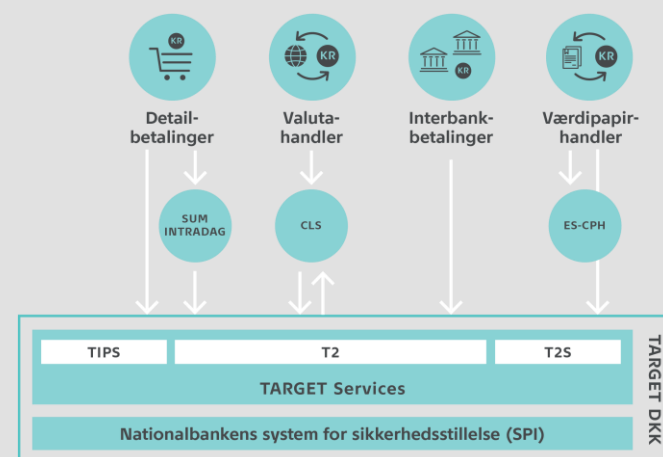 KR
KR
KR
KR
Detail-
betalinger
Valuta-
handler
Interbank-
betalinger
Værdipapir-
handler
SUM
INTRADAG
CLS
ES-CPH
TIPS
T2
T2S
TARGET Services
TARGET DKK
Nationalbankens system for sikkerhedsstillelse (SPI)